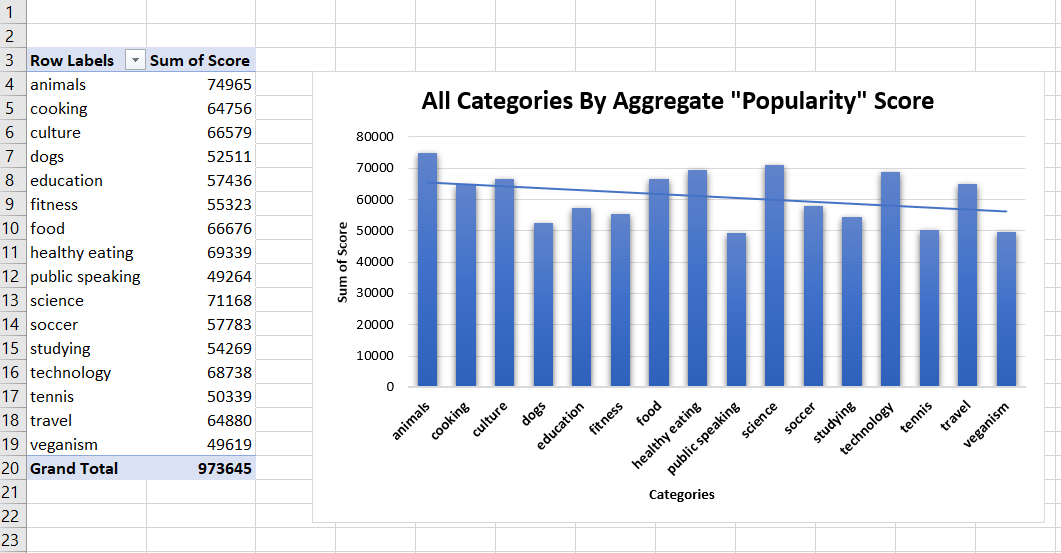 1
2
3 Row Labels Sum of Score
4 animals 74965
5 cooking 64756
6 culture 66579
7 dogs 52511
8 education 57436
9 fitness 55323
10 food 66676
11 healthy eating 69339
12 public speaking 49264
13 science 71168
14 soccer 57783
15 studying 54269
16 technology 68738
17 tennis 50339
18 travel 64880
19 veganism 49619
20 Grand Total 973645
21
22
23
All Categories By Aggregate "Popularity" Score
Sum of Score
80000
70000
60000
50000
40000
30000
20000
10000
0
animals
cooking
culture
dogs
education
fitness
food
healthy eating
public speaking
science
soccer
studying
technology
tennis
travel
veganism
Categories